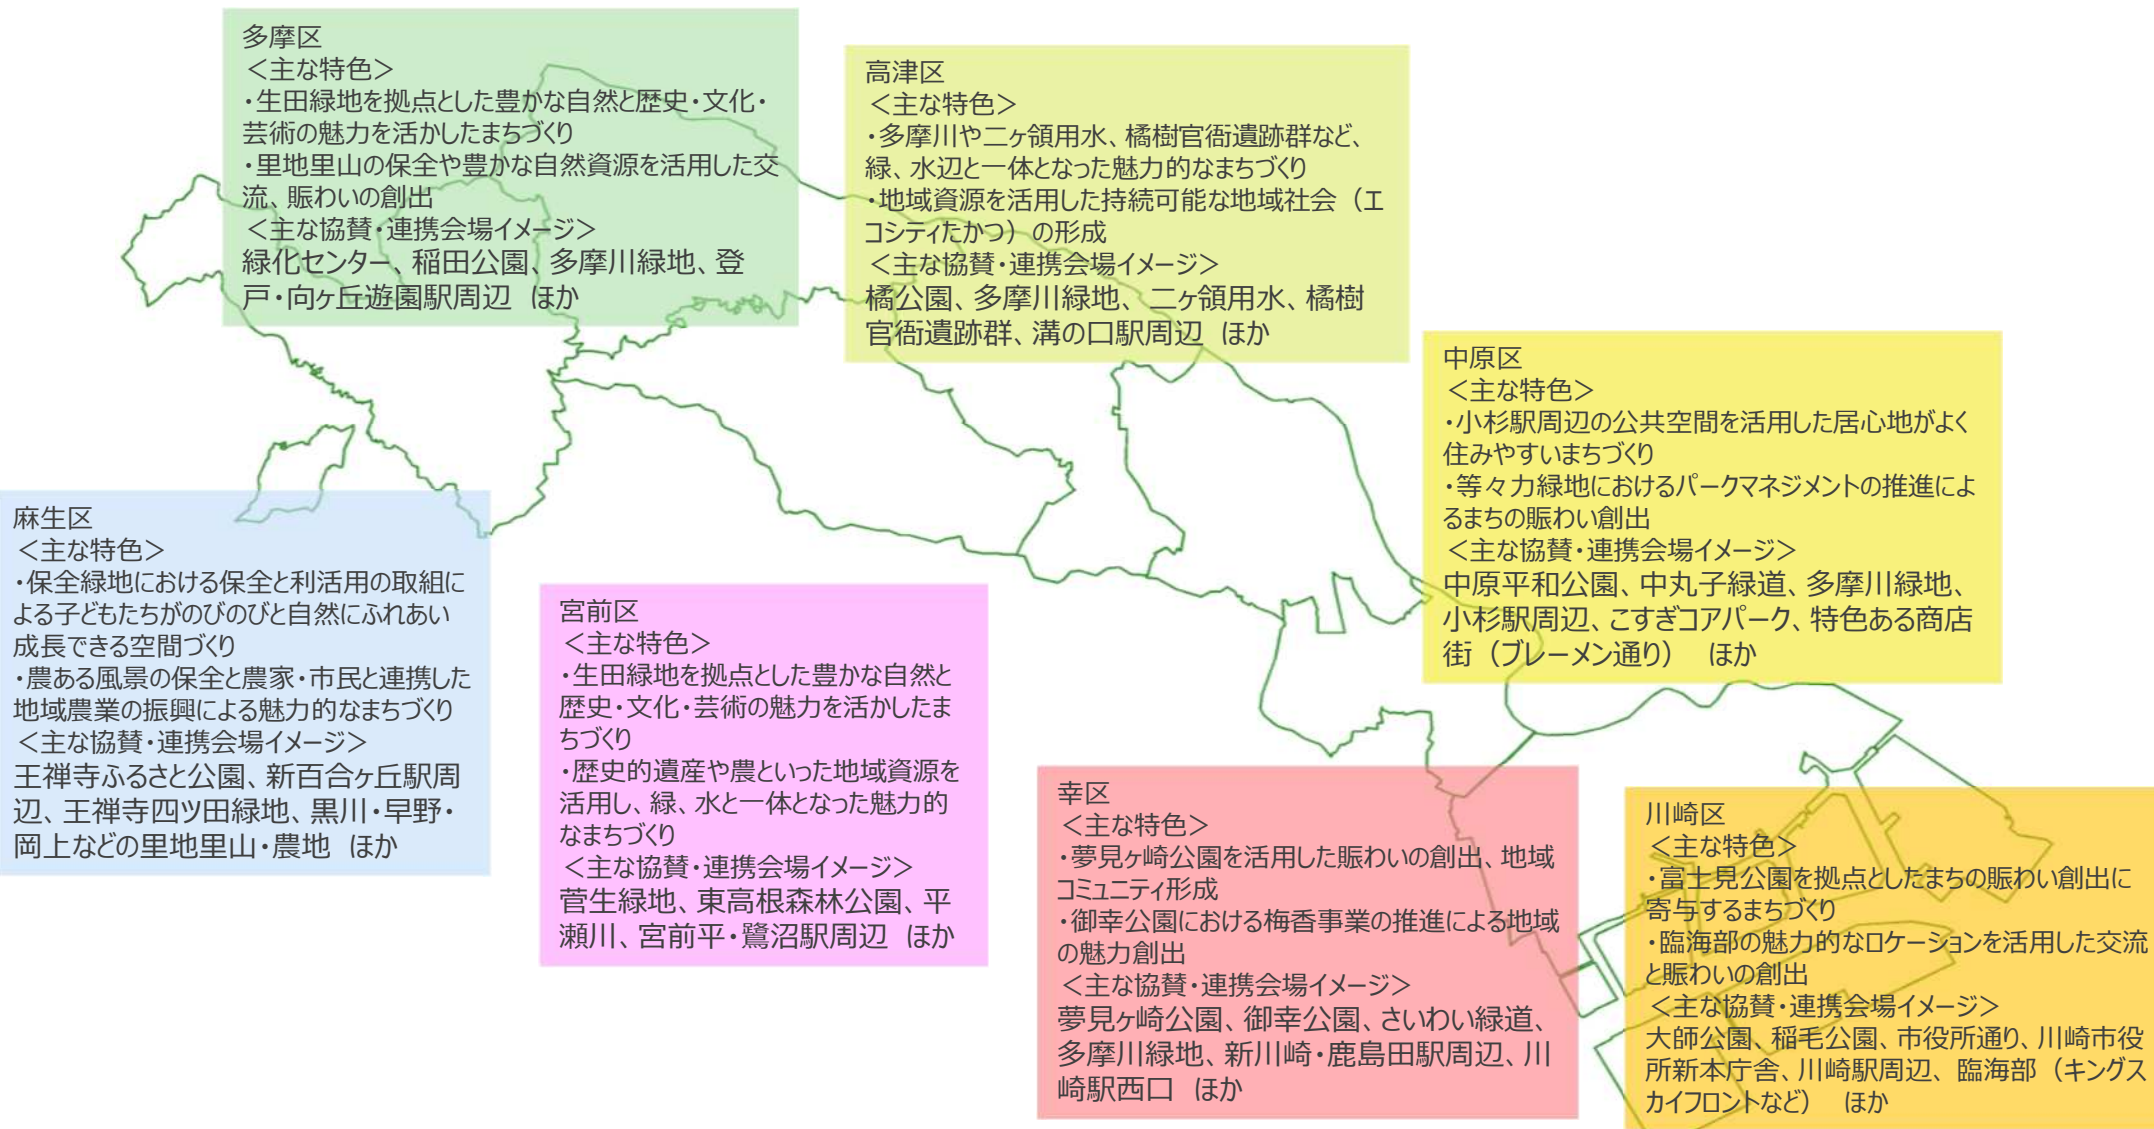 多摩区
＜主な特色＞
・生田緑地を拠点とした豊かな自然と歴史・文化・
芸術の魅力を活かしたまちづくり
・里地里山の保全や豊かな自然資源を活用した交
流、賑わいの創出
＜主な協賛・連携会場イメージ＞
緑化センター、稲田公園、多摩川緑地、登
戸・向ヶ丘遊園駅周辺　ほか
高津区
＜主な特色＞
・多摩川や二ヶ領用水、橘樹官衙遺跡群など、
緑、水辺と一体となった魅力的なまちづくり
・地域資源を活用した持続可能な地域社会（エ
コシティたかつ）の形成
＜主な協賛・連携会場イメージ＞
橘公園、多摩川緑地、二ヶ領用水、橘樹
官衙遺跡群、溝の口駅周辺　ほか
中原区
＜主な特色＞
・小杉駅周辺の公共空間を活用した居心地がよく
住みやすいまちづくり
・等々力緑地におけるパークマネジメントの推進によ
るまちの賑わい創出
＜主な協賛・連携会場イメージ＞
中原平和公園、中丸子緑道、多摩川緑地、
小杉駅周辺、こすぎコアパーク、特色ある商店
街（ブレーメン通り）　ほか
麻生区
＜主な特色＞
・保全緑地における保全と利活用の取組に
よる子どもたちがのびのびと自然にふれあい
成長できる空間づくり
・農ある風景の保全と農家・市民と連携した
地域農業の振興による魅力的なまちづくり
＜主な協賛・連携会場イメージ＞
王禅寺ふるさと公園、新百合ヶ丘駅周
辺、王禅寺四ツ田緑地、黒川・早野・
岡上などの里地里山・農地　ほか
宮前区
＜主な特色＞
・生田緑地を拠点とした豊かな自然と
歴史・文化・芸術の魅力を活かしたま
ちづくり
・歴史的遺産や農といった地域資源を
活用し、緑、水と一体となった魅力的
なまちづくり
＜主な協賛・連携会場イメージ＞
菅生緑地、東高根森林公園、平
瀬川、宮前平・鷺沼駅周辺　ほか
幸区
＜主な特色＞
・夢見ヶ崎公園を活用した賑わいの創出、地域
コミュニティ形成
・御幸公園における梅香事業の推進による地域
の魅力創出
＜主な協賛・連携会場イメージ＞
夢見ヶ崎公園、御幸公園、さいわい緑道、
多摩川緑地、新川崎・鹿島田駅周辺、川
崎駅西口　ほか
川崎区
＜主な特色＞
・富士見公園を拠点としたまちの賑わい創出に
寄与するまちづくり
・臨海部の魅力的なロケーションを活用した交流
と賑わいの創出
＜主な協賛・連携会場イメージ＞
大師公園、稲毛公園、市役所通り、川崎市役
所新本庁舎、川崎駅周辺、臨海部（キングス
カイフロントなど）　ほか